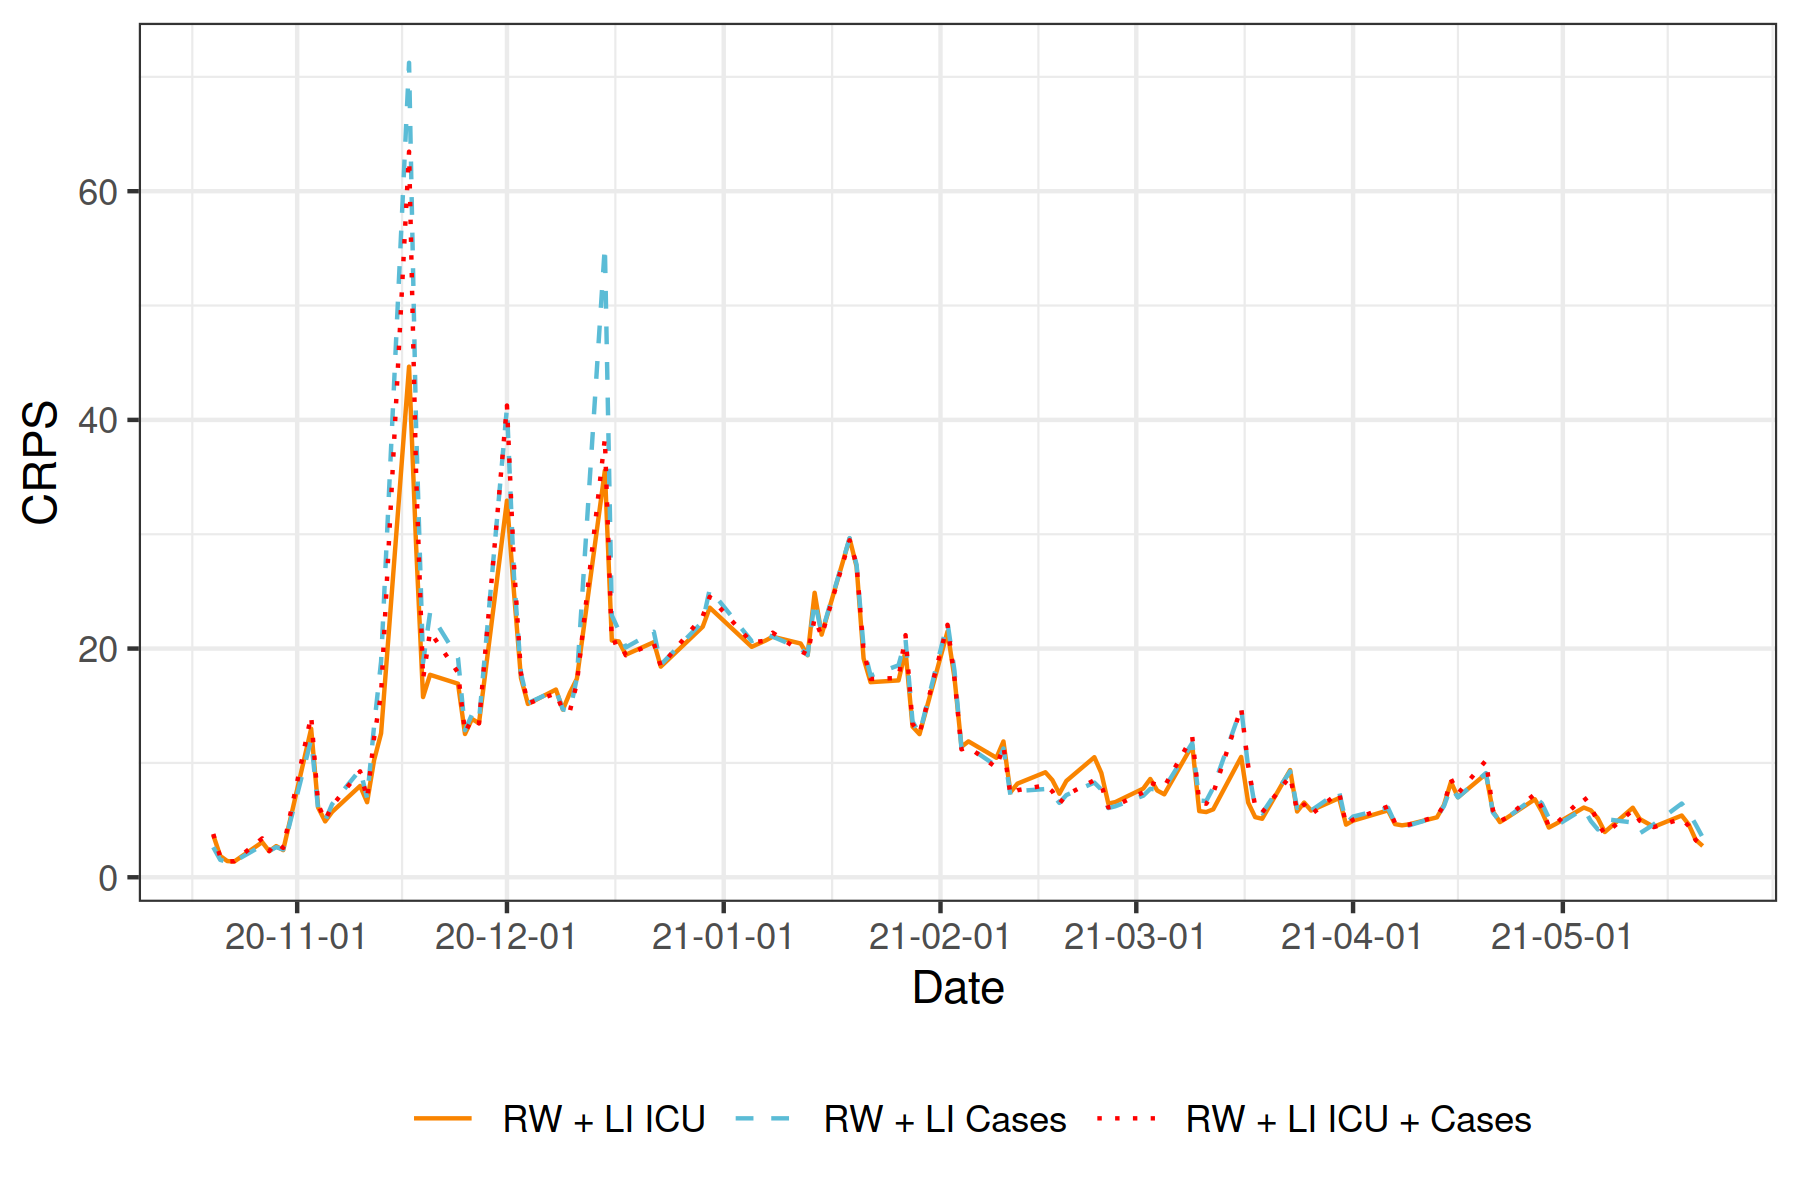 CRPS
60
40
20
0
20-11-01 20-12-01 21-01-01 21-02-01 21-03-01 21-04-01 21-05-01
Date
RW + LI ICU RW + LI Cases RW + LI ICU + Cases